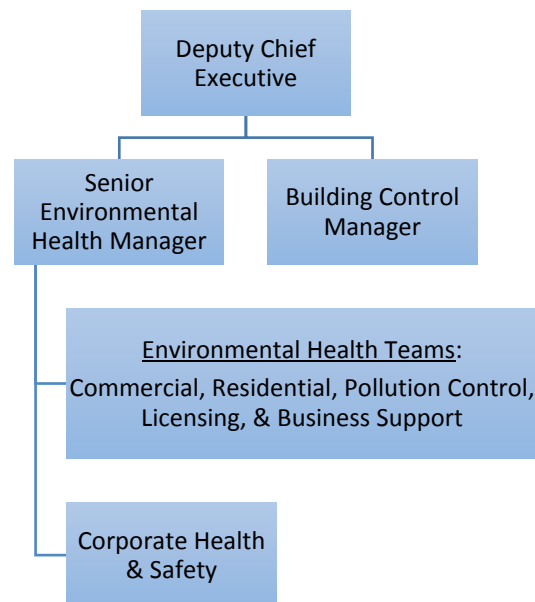 Deputy Chief
Executive
Senior
Environmental
Health Manager
Building Control
Manager
Environmental Health Teams:
Commercial, Residential, Pollution Control,
Licensing, & Business Support
Corporate Health
& Safety